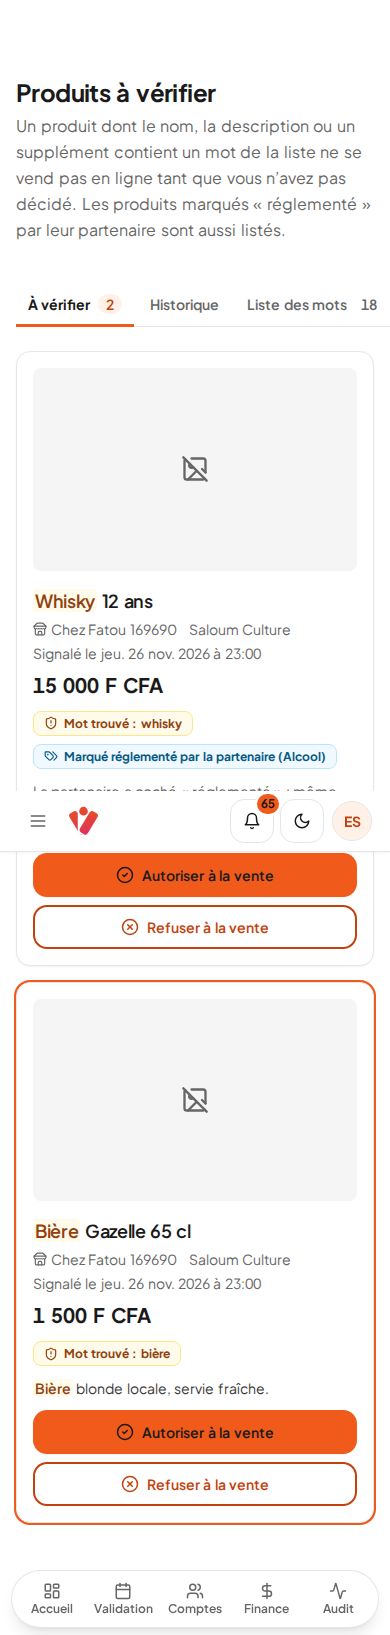 Produits à vérifier
Un produit dont le nom, la description ou un
supplément contient un mot de la liste ne se
vend pas en ligne tant que vous n’avez pas
décidé. Les produits marqués « réglementé »
par leur partenaire sont aussi listés.
À vérifier 2 Historique Liste des mots 18
Whisky 12 ans
Chez Fatou 169690 Saloum Culture
Signalé le jeu. 26 nov. 2026 à 23:00
15 000 F CFA
Mot trouvé : whisky
Marqué réglementé par la partenaire (Alcool)
65
ES
Autoriser à la vente
Refuser à la vente
Bière Gazelle 65 cl
Chez Fatou 169690 Saloum Culture
Signalé le jeu. 26 nov. 2026 à 23:00
1 500 F CFA
Mot trouvé : bière
Bière blonde locale, servie fraîche.
Autoriser à la vente
Refuser à la vente
Accueil Validation Comptes Finance Audit